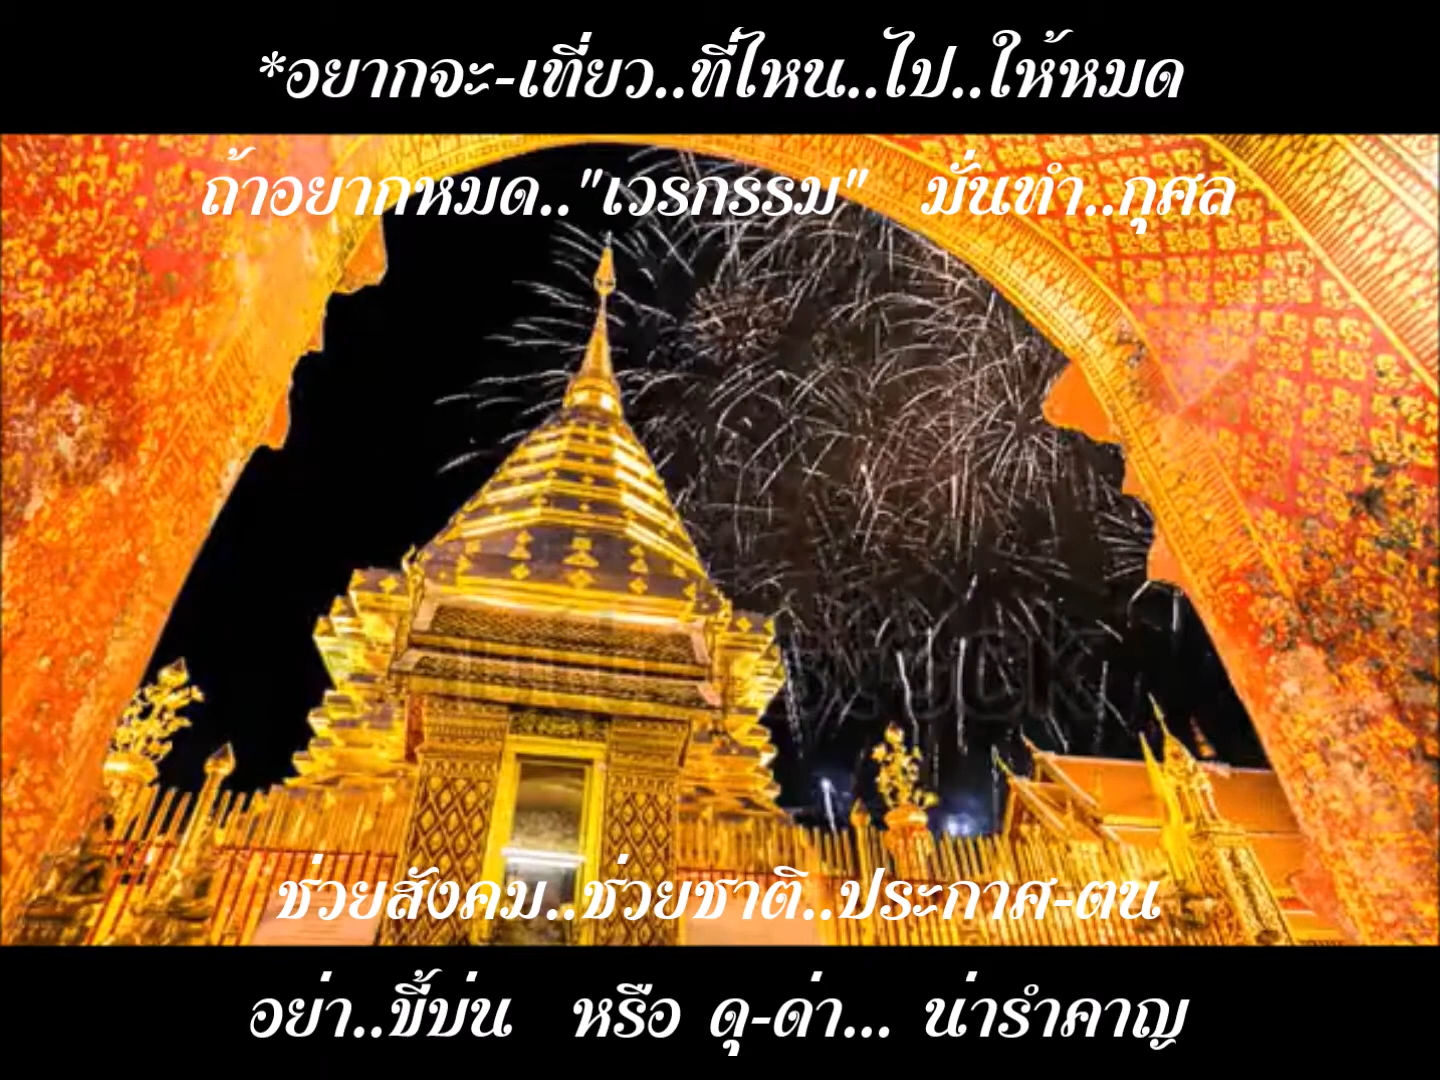 *อยากจะ-เที่ยว..ที่ไหน..ไป..ให้หมด
ถ้าอยากหมด.."เวรกรรม" มั่นทำ..กุศล
ช่วยสังคม..ช่วยชาติ..ประกาศ-ตน
อย่า..ขี้บ่น หรือ ดุ-ด่า... น่ารำคาญ